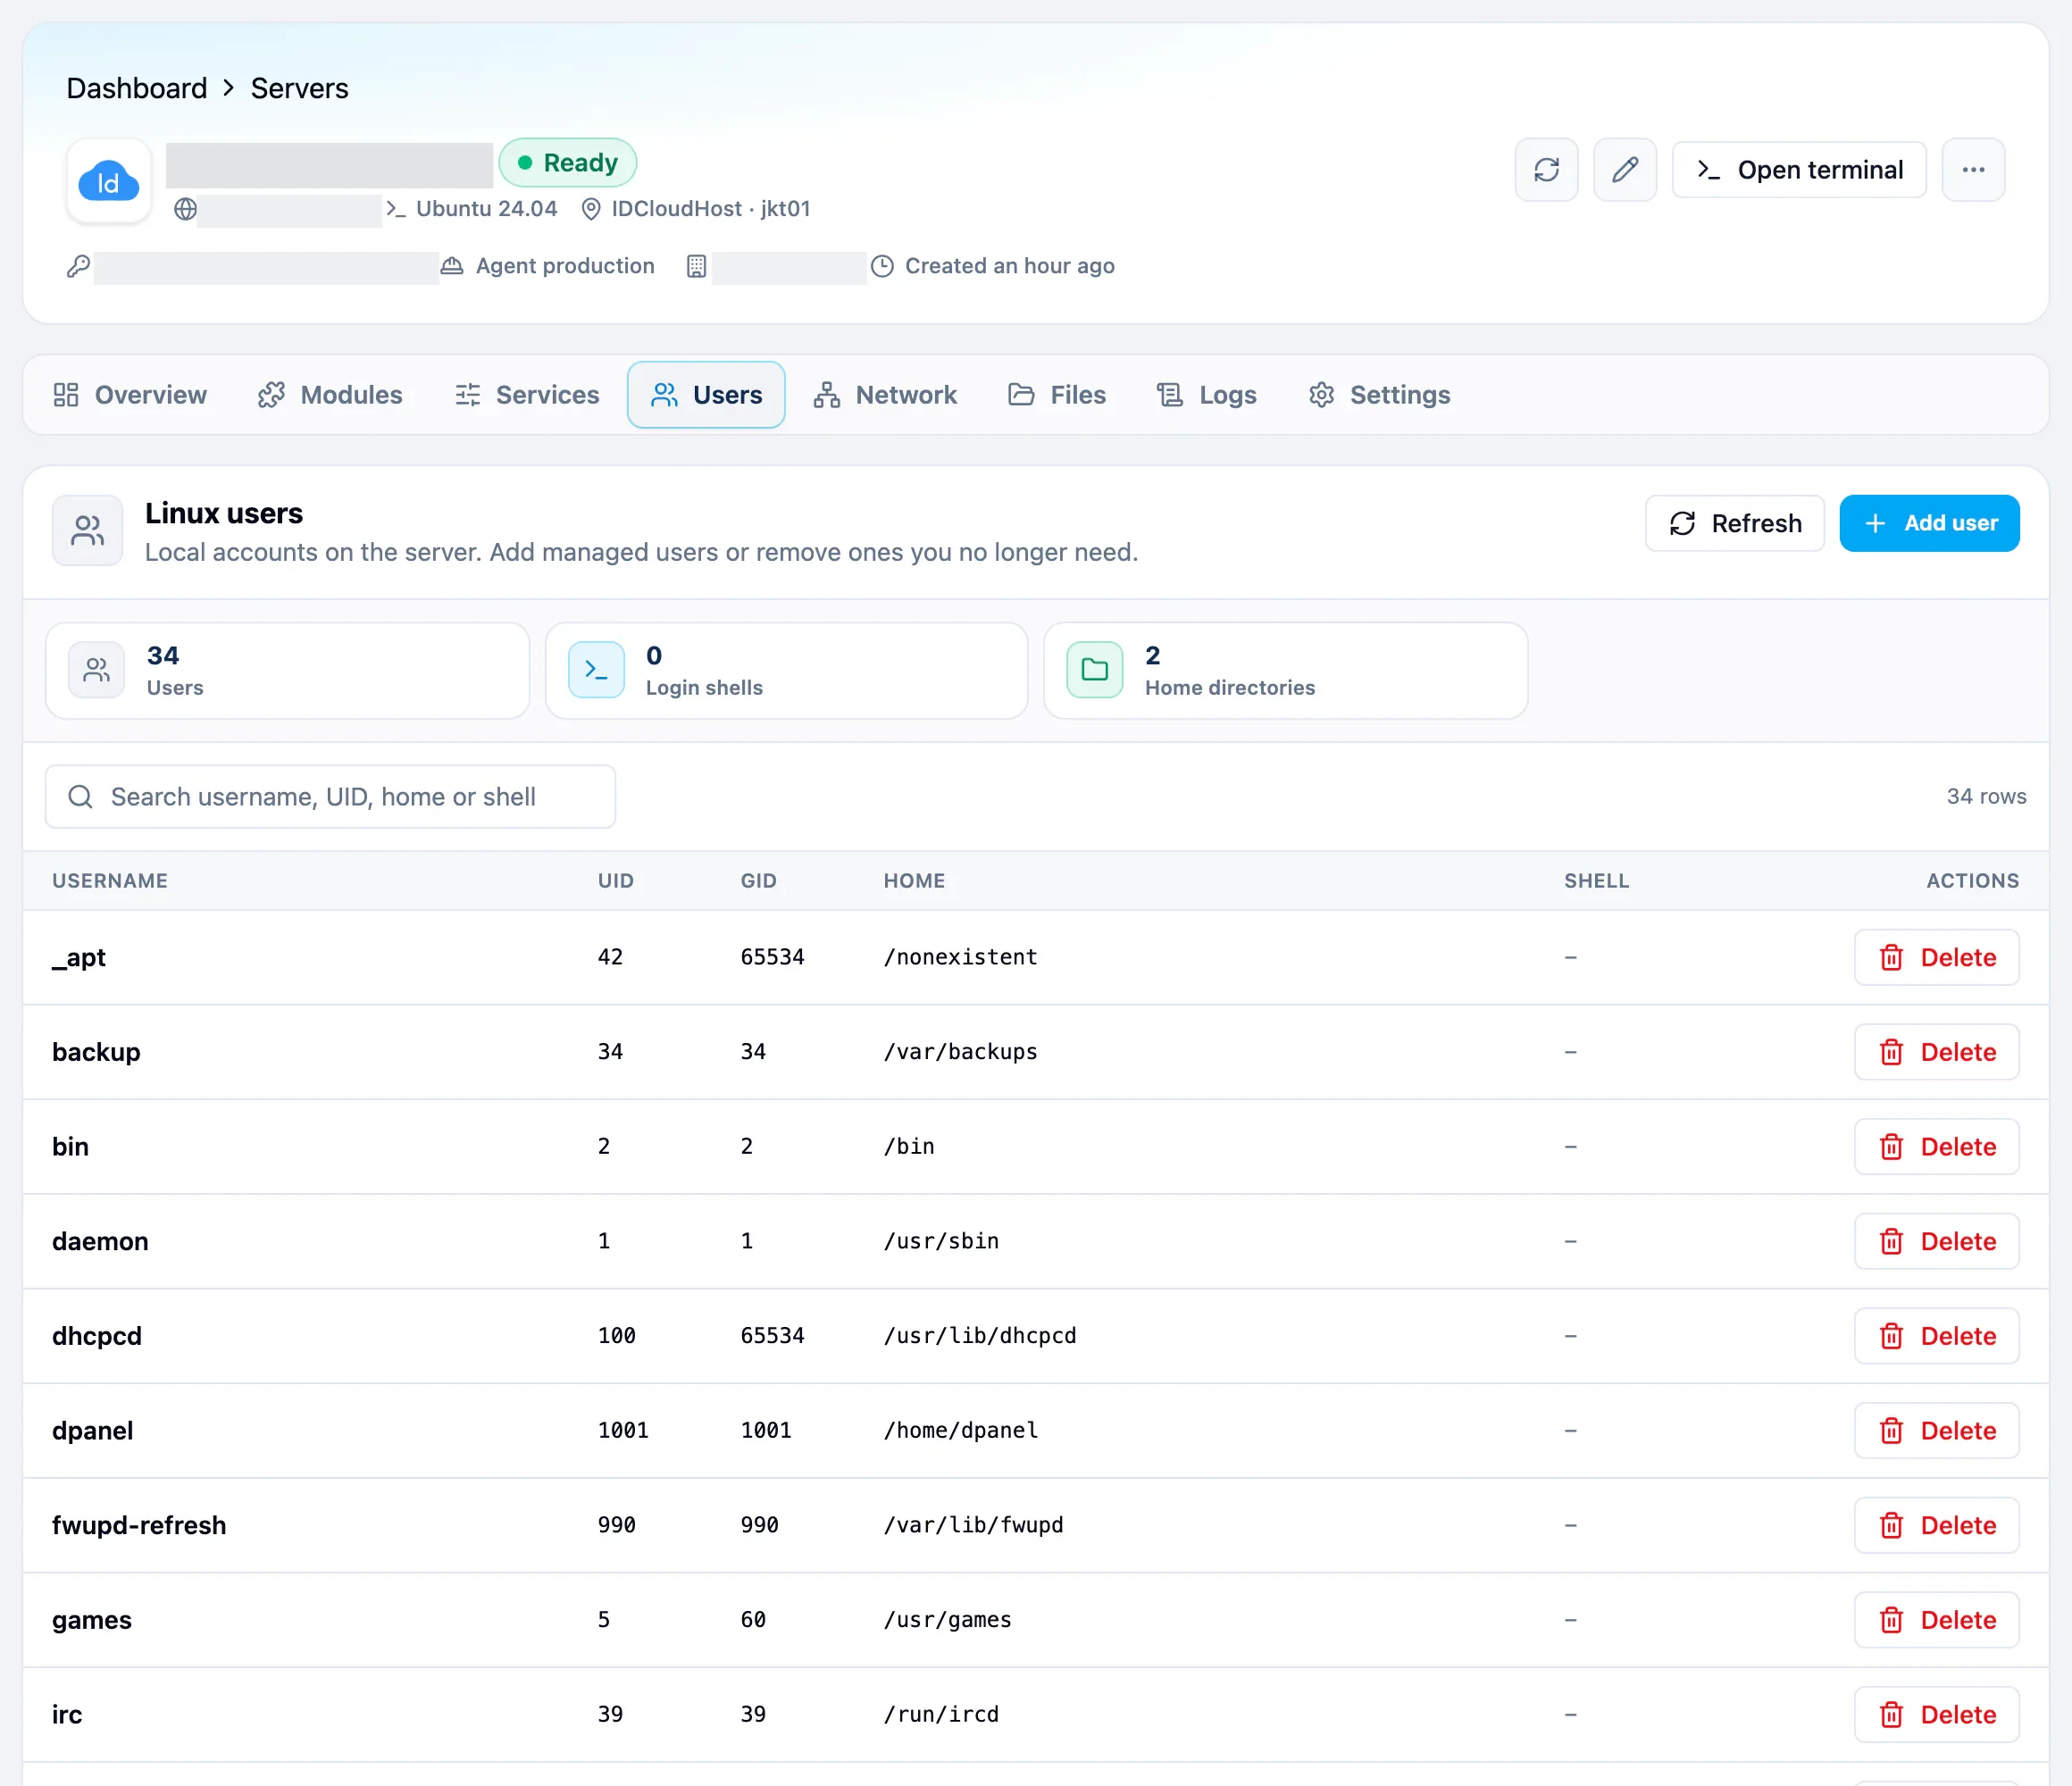 Dashboard > Servers
Id
Ready
Ubuntu 24.04 IDCloudHost · jkt01
Agent production Created an hour ago
Open terminal
Overview Modules Services Users Network Files Logs Settings
Linux users
Local accounts on the server. Add managed users or remove ones you no longer need.
Refresh
Add user
34
Users
0
Login shells
2
Home directories
Search username, UID, home or shell
34 rows
USERNAME UID GID HOME SHELL ACTIONS
_apt 42 65534 /nonexistent – Delete
backup 34 34 /var/backups – Delete
bin 2 2 /bin – Delete
daemon 1 1 /usr/sbin – Delete
dhcpcd 100 65534 /usr/lib/dhcpcd – Delete
dpanel 1001 1001 /home/dpanel – Delete
fwupd-refresh 990 990 /var/lib/fwupd – Delete
games 5 60 /usr/games – Delete
irc 39 39 /run/ircd – Delete